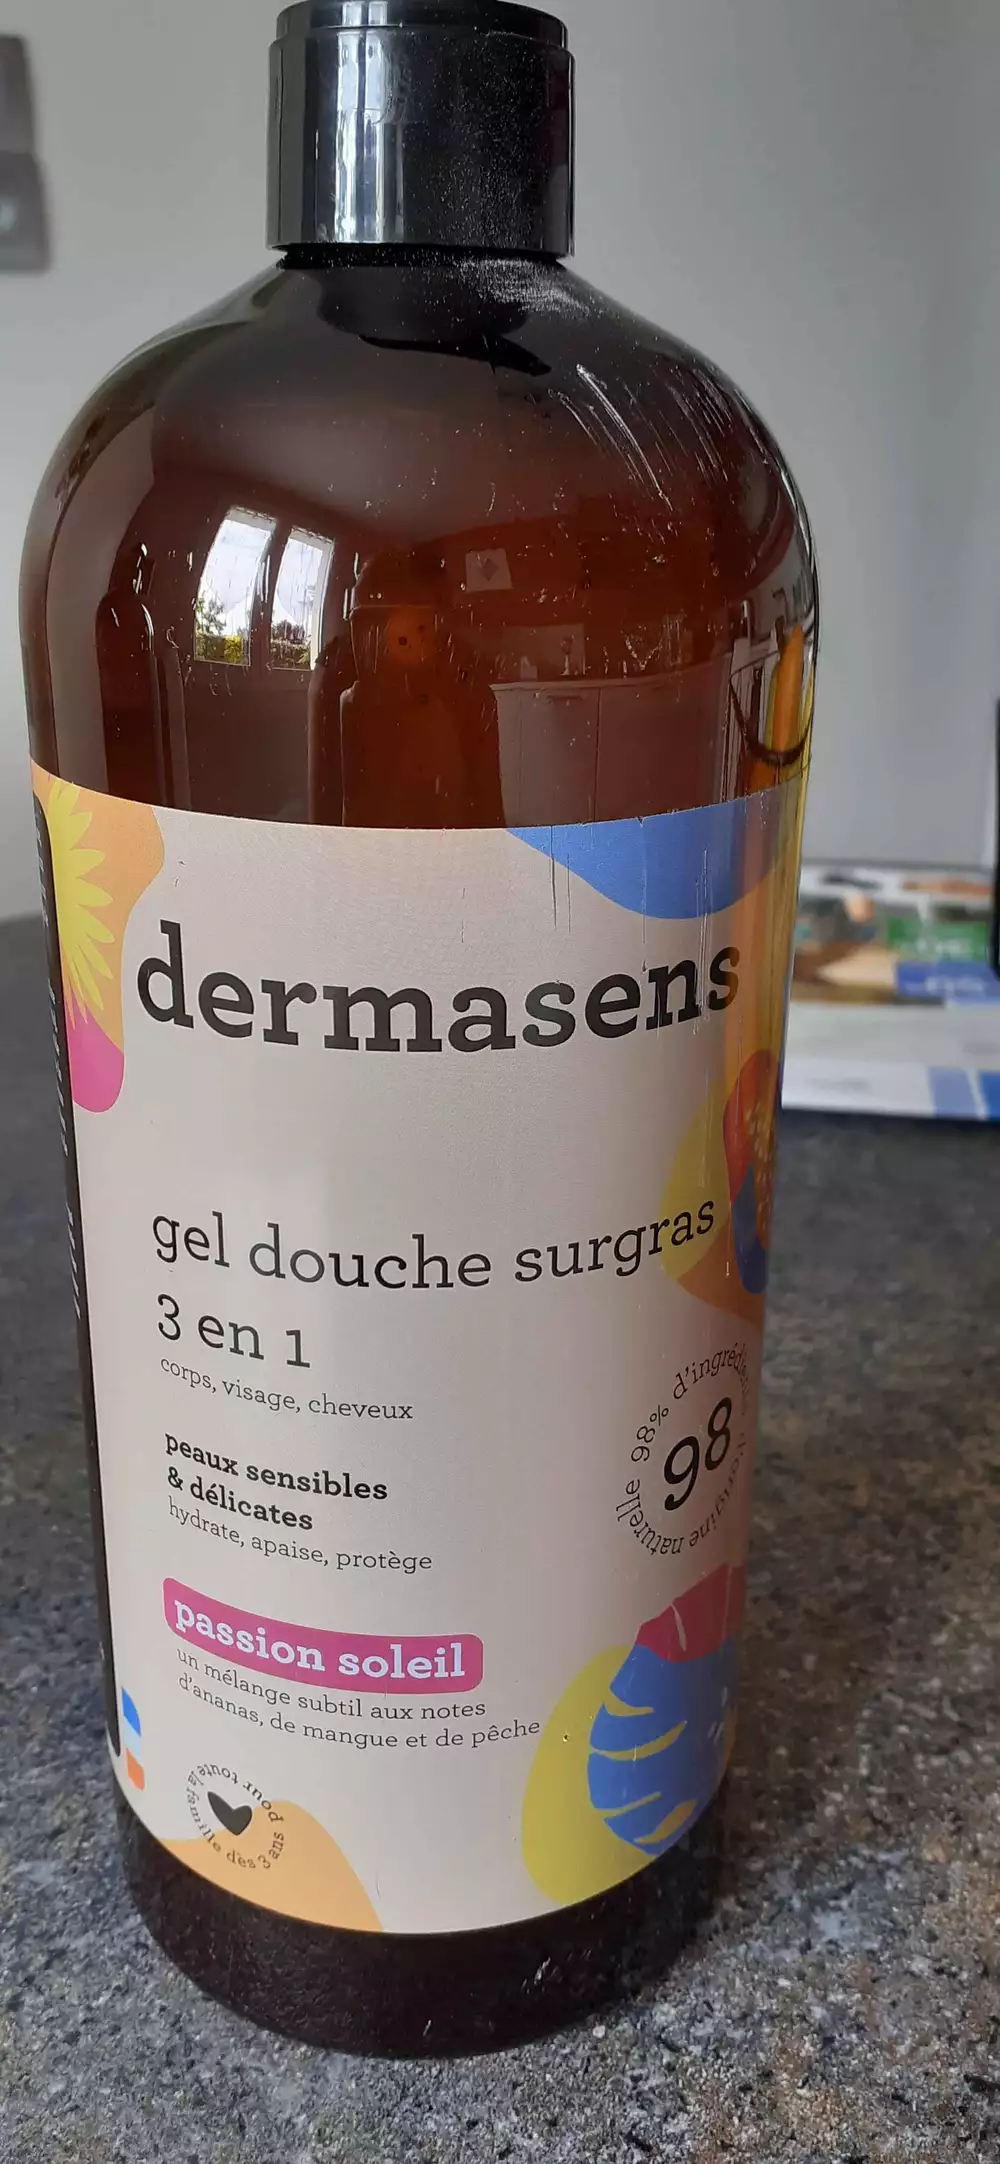 dermasens
gel douche surgras
3 en 1
corps, visage, cheveux
peaux sensibles
& délicates
hydrate, apaise, protège
98% d'ingrédients d'origine naturelle
98
passion soleil
un mélange subtil aux notes
d'ananas, de mangue et de pêche
pour toute la famille dès 3 ans